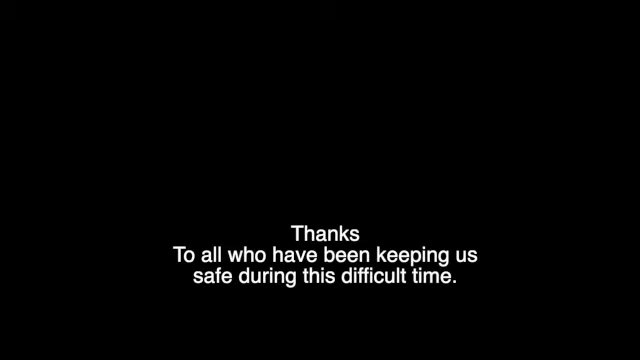 Thanks
To all who have been keeping us
safe during this difficult time.